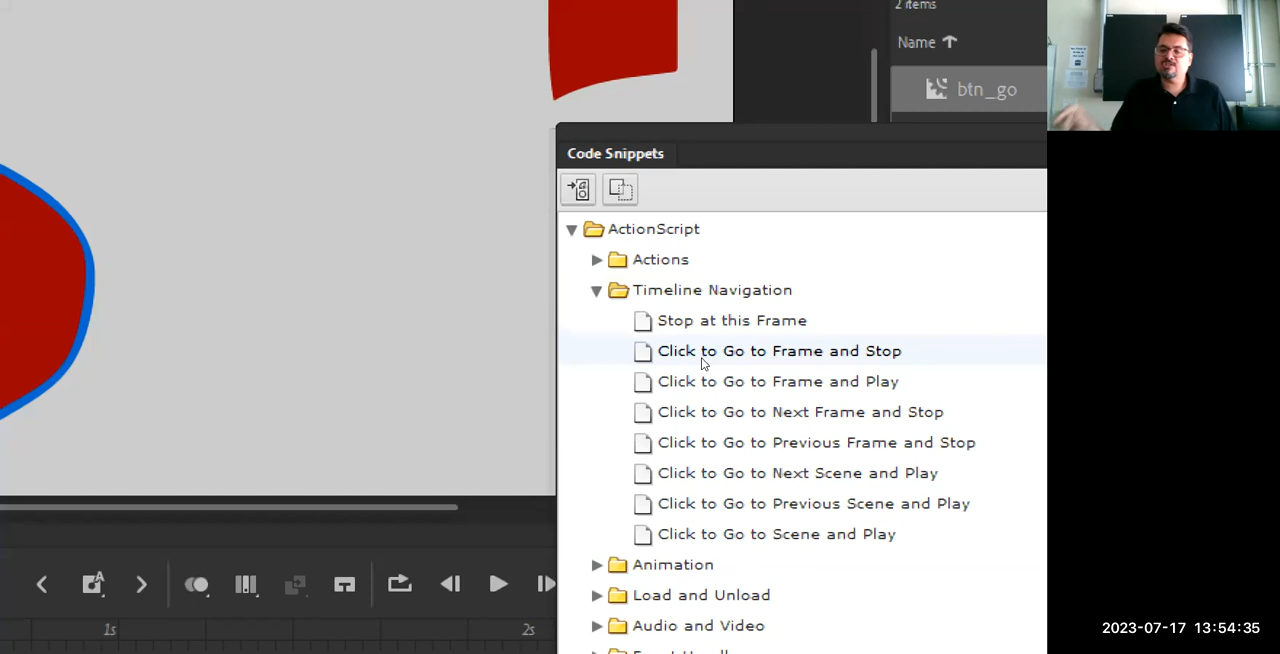 2 items
Name
btn_go
Code Snippets
ActionScript
Actions
Timeline Navigation
Stop at this Frame
Click to Go to Frame and Stop
Click to Go to Frame and Play
Click to Go to Next Frame and Stop
Click to Go to Previous Frame and Stop
Click to Go to Next Scene and Play
Click to Go to Previous Scene and Play
Click to Go to Scene and Play
Animation
Load and Unload
Audio and Video
1s
2s
2023-07-17 13:54:35